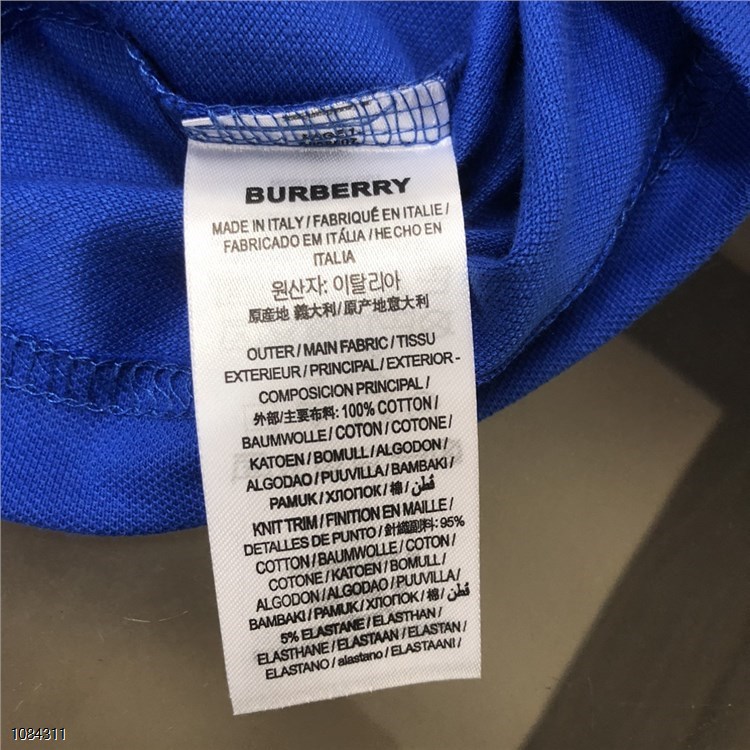 BURBERRY
MADE IN ITALY / FABRIQUÉ EN ITALIE /
FABRICADO EM ITÁLIA / HECHO EN
ITALIA
원산자: 이탈리아
原産地 義大利/原产地意大利
OUTER / MAIN FABRIC / TISSU
EXTERIEUR / PRINCIPAL / EXTERIOR -
COMPOSICION PRINCIPAL /
外部/主要布料: 100% COTTON /
BAUMWOLLE / COTON / COTONE /
KATOEN / BOMULL / ALGODON /
ALGODAO / PUUVILLA / BAMBAKI /
PAMUK / ХЛОПОК / 棉 / قطن
KNIT TRIM / FINITION EN MAILLE /
DETALLES DE PUNTO / 針織副料: 95%
COTTON / BAUMWOLLE / COTON /
COTONE / KATOEN / BOMULL /
ALGODON / ALGODAO / PUUVILLA /
BAMBAKI / PAMUK / ХЛОПОК / 棉 / قطن
5% ELASTANE / ELASTHAN /
ELASTHANE / ELASTAAN / ELASTAN /
ELASTANO / alastano / ELASTAANI /
1084311